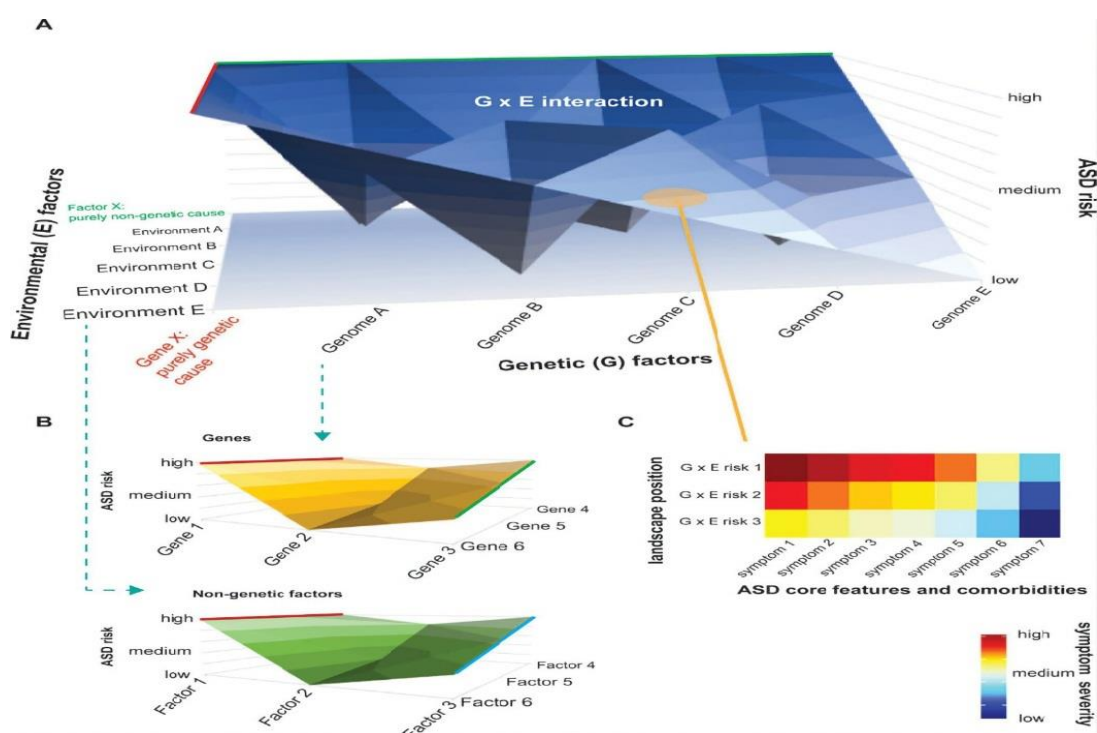 A
G x E interaction
high
medium
low
ASD risk
Environmental (E) factors
Factor X:
purely non-genetic cause
Environment A
Environment B
Environment C
Environment D
Environment E
Gene X:
purely genetic
cause
Genome A
Genome B
Genome C
Genome D
Genome E
Genetic (G) factors
B
Genes
ASD risk
high
medium
low
Gene 1
Gene 2
Gene 3
Gene 4
Gene 5
Gene 6
Non-genetic factors
ASD risk
high
medium
low
Factor 1
Factor 2
Factor 3
Factor 4
Factor 5
Factor 6
C
landscape position
G x E risk 1
G x E risk 2
G x E risk 3
symptom 1
symptom 2
symptom 3
symptom 4
symptom 5
symptom 6
symptom 7
ASD core features and comorbidities
high
medium
low
symptom severity